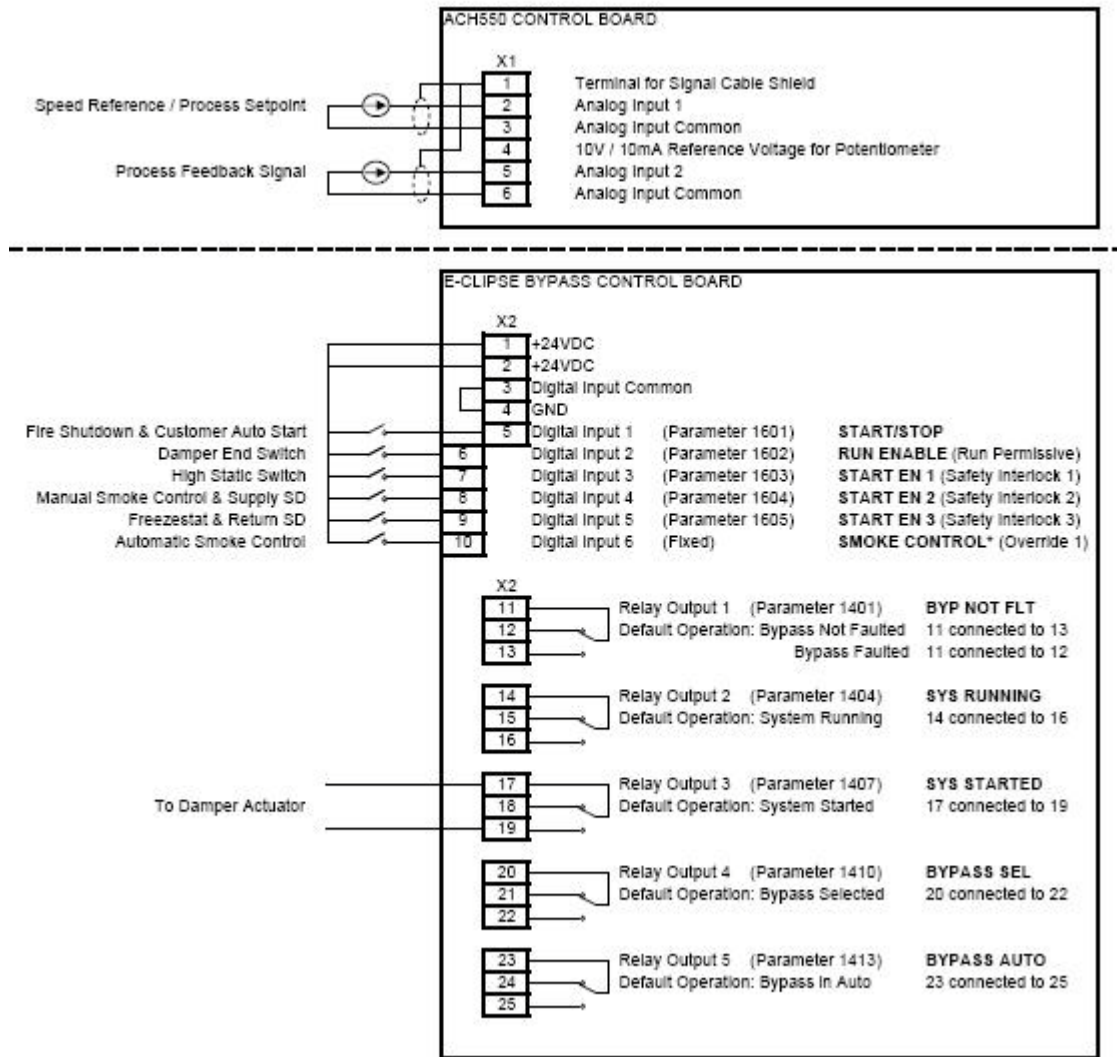 ACH550 CONTROL BOARD
X1
1 Terminal for Signal Cable Shield
Speed Reference / Process Setpoint 2 Analog Input 1
3 Analog Input Common
4 10V / 10mA Reference Voltage for Potentiometer
Process Feedback Signal 5 Analog Input 2
6 Analog Input Common
E-CLIPSE BYPASS CONTROL BOARD
X2
1 +24VDC
2 +24VDC
3 Digital Input Common
4 GND
Fire Shutdown & Customer Auto Start 5 Digital Input 1 (Parameter 1601) START/STOP
Damper End Switch 6 Digital Input 2 (Parameter 1602) RUN ENABLE (Run Permissive)
High Static Switch 7 Digital Input 3 (Parameter 1603) START EN 1 (Safety Interlock 1)
Manual Smoke Control & Supply SD 8 Digital Input 4 (Parameter 1604) START EN 2 (Safety Interlock 2)
Freezestat & Return SD 9 Digital Input 5 (Parameter 1605) START EN 3 (Safety Interlock 3)
Automatic Smoke Control 10 Digital Input 6 (Fixed) SMOKE CONTROL* (Override 1)
X2
11 Relay Output 1 (Parameter 1401) BYP NOT FLT
12 Default Operation: Bypass Not Faulted 11 connected to 13
13 Bypass Faulted 11 connected to 12
14 Relay Output 2 (Parameter 1404) SYS RUNNING
15 Default Operation: System Running 14 connected to 16
16
17 Relay Output 3 (Parameter 1407) SYS STARTED
To Damper Actuator 18 Default Operation: System Started 17 connected to 19
19
20 Relay Output 4 (Parameter 1410) BYPASS SEL
21 Default Operation: Bypass Selected 20 connected to 22
22
23 Relay Output 5 (Parameter 1413) BYPASS AUTO
24 Default Operation: Bypass In Auto 23 connected to 25
25